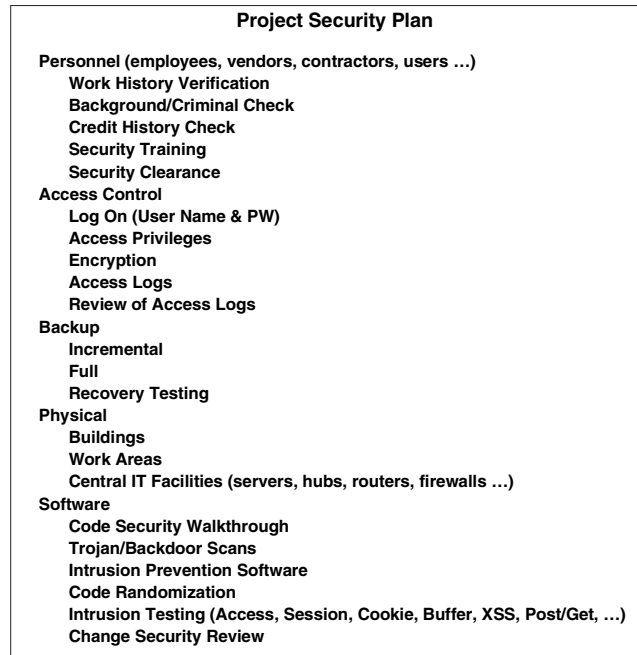 Project Security Plan
Personnel (employees, vendors, contractors, users …)
Work History Verification
Background/Criminal Check
Credit History Check
Security Training
Security Clearance
Access Control
Log On (User Name & PW)
Access Privileges
Encryption
Access Logs
Review of Access Logs
Backup
Incremental
Full
Recovery Testing
Physical
Buildings
Work Areas
Central IT Facilities (servers, hubs, routers, firewalls …)
Software
Code Security Walkthrough
Trojan/Backdoor Scans
Intrusion Prevention Software
Code Randomization
Intrusion Testing (Access, Session, Cookie, Buffer, XSS, Post/Get, …)
Change Security Review